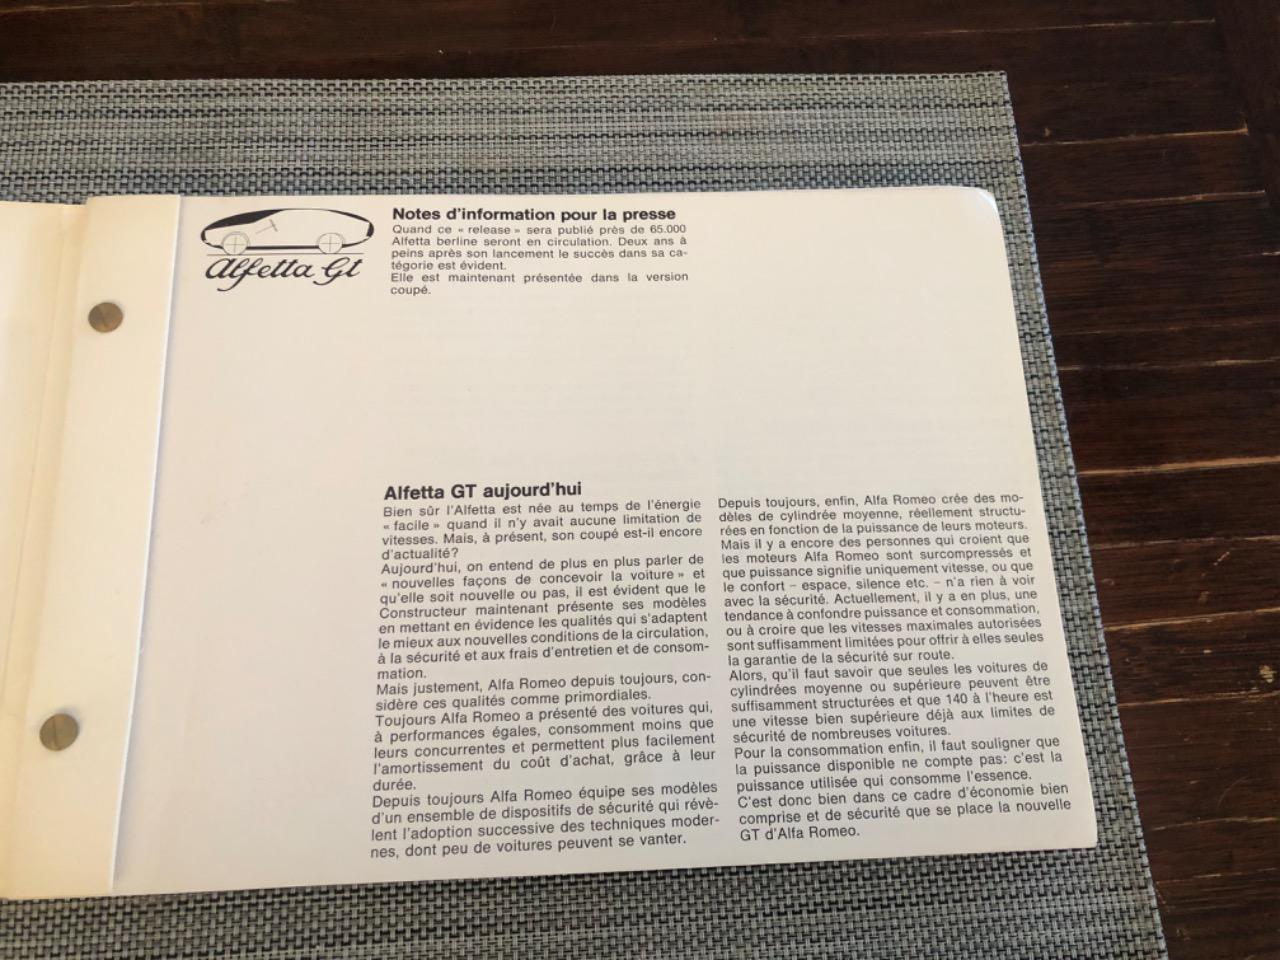 Alfetta Gt
Notes d'information pour la presse
Quand ce « release » sera publié près de 65.000
Alfetta berline seront en circulation. Deux ans à
peins après son lancement le succès dans sa ca-
tégorie est évident.
Elle est maintenant présentée dans la version
coupé.
Alfetta GT aujourd'hui
Bien sûr l'Alfetta est née au temps de l'énergie
« facile » quand il n'y avait aucune limitation de
vitesses. Mais, à présent, son coupé est-il encore
d'actualité?
Aujourd'hui, on entend de plus en plus parler de
« nouvelles façons de concevoir la voiture » et
qu'elle soit nouvelle ou pas, il est évident que le
Constructeur maintenant présente ses modèles
en mettant en évidence les qualités qui s'adaptent
le mieux aux nouvelles conditions de la circulation,
à la sécurité et aux frais d'entretien et de consom-
mation.
Mais justement, Alfa Romeo depuis toujours, con-
sidère ces qualités comme primordiales.
Toujours Alfa Romeo a présenté des voitures qui,
à performances égales, consomment moins que
leurs concurrentes et permettent plus facilement
l'amortissement du coût d'achat, grâce à leur
durée.
Depuis toujours Alfa Romeo équipe ses modèles
d'un ensemble de dispositifs de sécurité qui révè-
lent l'adoption successive des techniques moder-
nes, dont peu de voitures peuvent se vanter.
Depuis toujours, enfin, Alfa Romeo crée des mo-
dèles de cylindrée moyenne, réellement structu-
rées en fonction de la puissance de leurs moteurs.
Mais il y a encore des personnes qui croient que
les moteurs Alfa Romeo sont surcompressés et
que puissance signifie uniquement vitesse, ou que
le confort – espace, silence etc. – n'a rien à voir
avec la sécurité. Actuellement, il y a en plus, une
tendance à confondre puissance et consommation,
ou à croire que les vitesses maximales autorisées
sont suffisamment limitées pour offrir à elles seules
la garantie de la sécurité sur route.
Alors, qu'il faut savoir que seules les voitures de
cylindrées moyenne ou supérieure peuvent être
suffisamment structurées et que 140 à l'heure est
une vitesse bien supérieure déjà aux limites de
sécurité de nombreuses voitures.
Pour la consommation enfin, il faut souligner que
la puissance disponible ne compte pas: c'est la
puissance utilisée qui consomme l'essence.
C'est donc bien dans ce cadre d'économie bien
comprise et de sécurité que se place la nouvelle
GT d'Alfa Romeo.